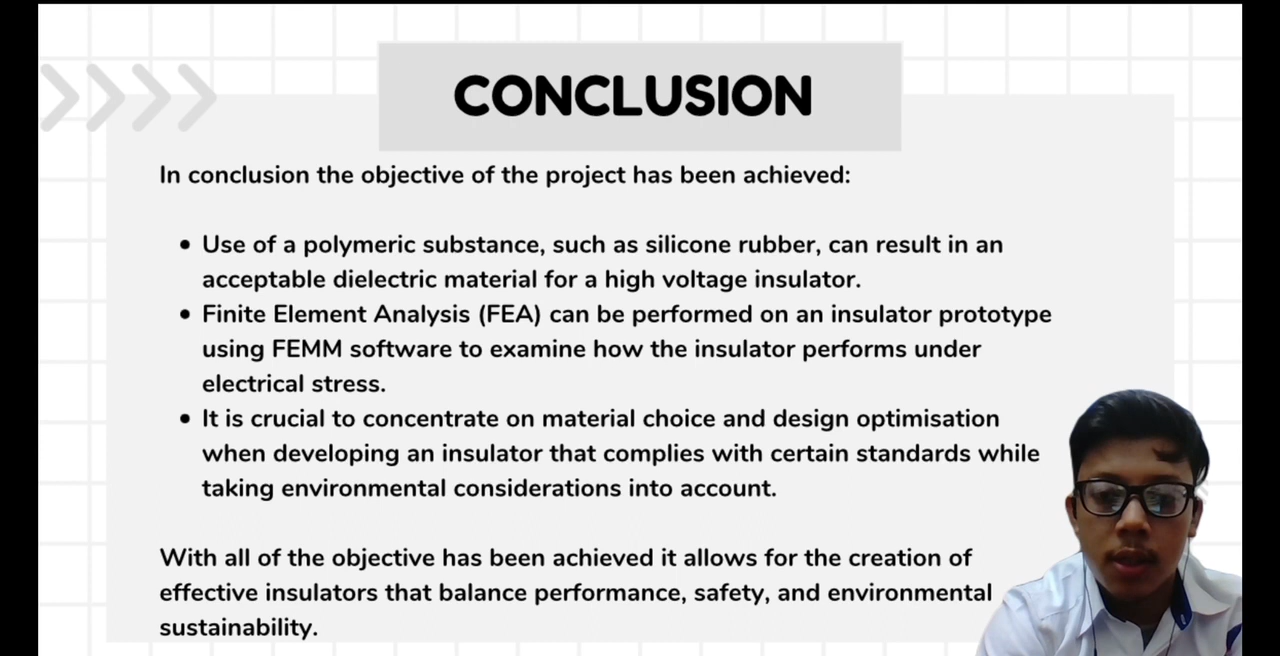 CONCLUSION
In conclusion the objective of the project has been achieved:
• Use of a polymeric substance, such as silicone rubber, can result in an
acceptable dielectric material for a high voltage insulator.
• Finite Element Analysis (FEA) can be performed on an insulator prototype
using FEMM software to examine how the insulator performs under
electrical stress.
• It is crucial to concentrate on material choice and design optimisation
when developing an insulator that complies with certain standards while
taking environmental considerations into account.
With all of the objective has been achieved it allows for the creation of
effective insulators that balance performance, safety, and environmental
sustainability.